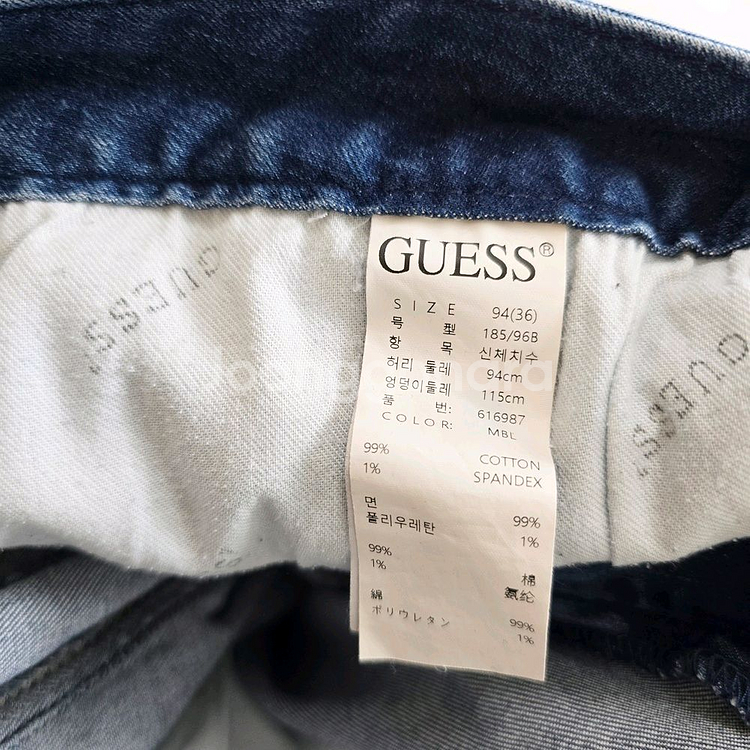 GUESS®
SIZE 94(36)
号 型 185/96B
항 목 신체치수
허리 둘레 94cm
엉덩이둘레 115cm
품 번: 616987
COLOR: MBL
99% COTTON
1% SPANDEX
면 99%
폴리우레탄 1%
99% 棉
1% 氨纶
綿 99%
ポリウレタン 1%
GUESS
GUESS